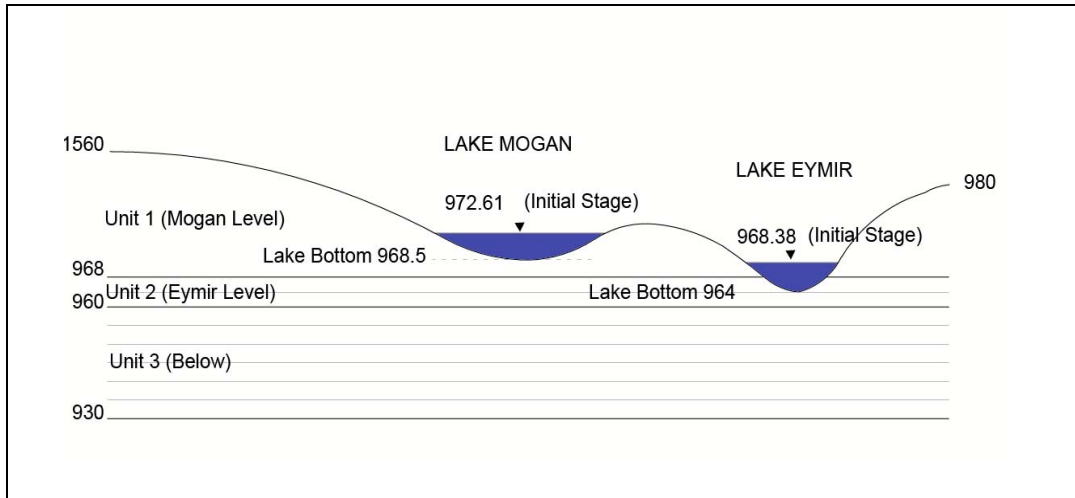 1560
LAKE MOGAN
LAKE EYMIR
980
972.61 (Initial Stage)
Unit 1 (Mogan Level)
968.38 (Initial Stage)
Lake Bottom 968.5
968
Unit 2 (Eymir Level)
Lake Bottom 964
960
Unit 3 (Below)
930